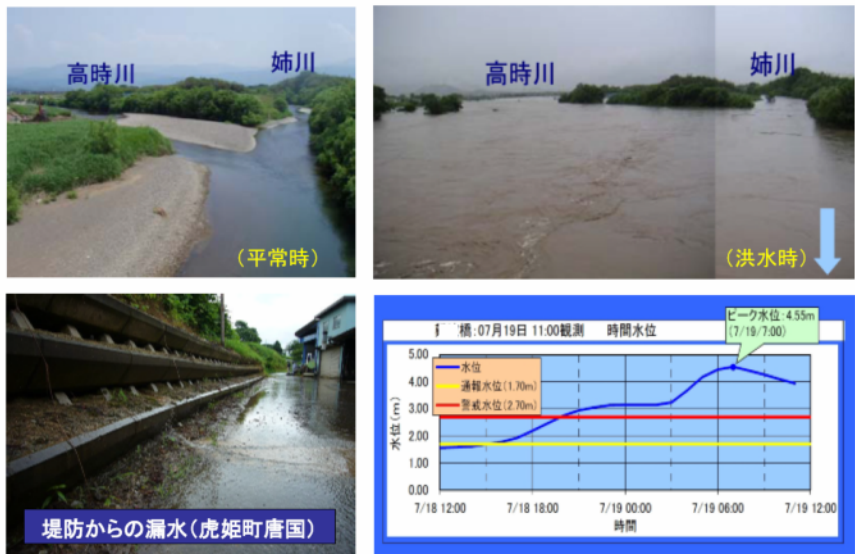 高時川
姉川
(平常時)
高時川
姉川
(洪水時)
堤防からの漏水(虎姫町唐国)
橋:07月19日 11:00観測 時間水位
ピーク水位:4.55m
(7/19/7:00)
水位
通報水位(1.70m)
警戒水位(2.70m)
水位(m)
5.00
4.00
3.00
2.00
1.00
0.00
7/18 12:00 7/18 18:00 7/19 00:00 7/19 06:00 7/19 12:00
時間